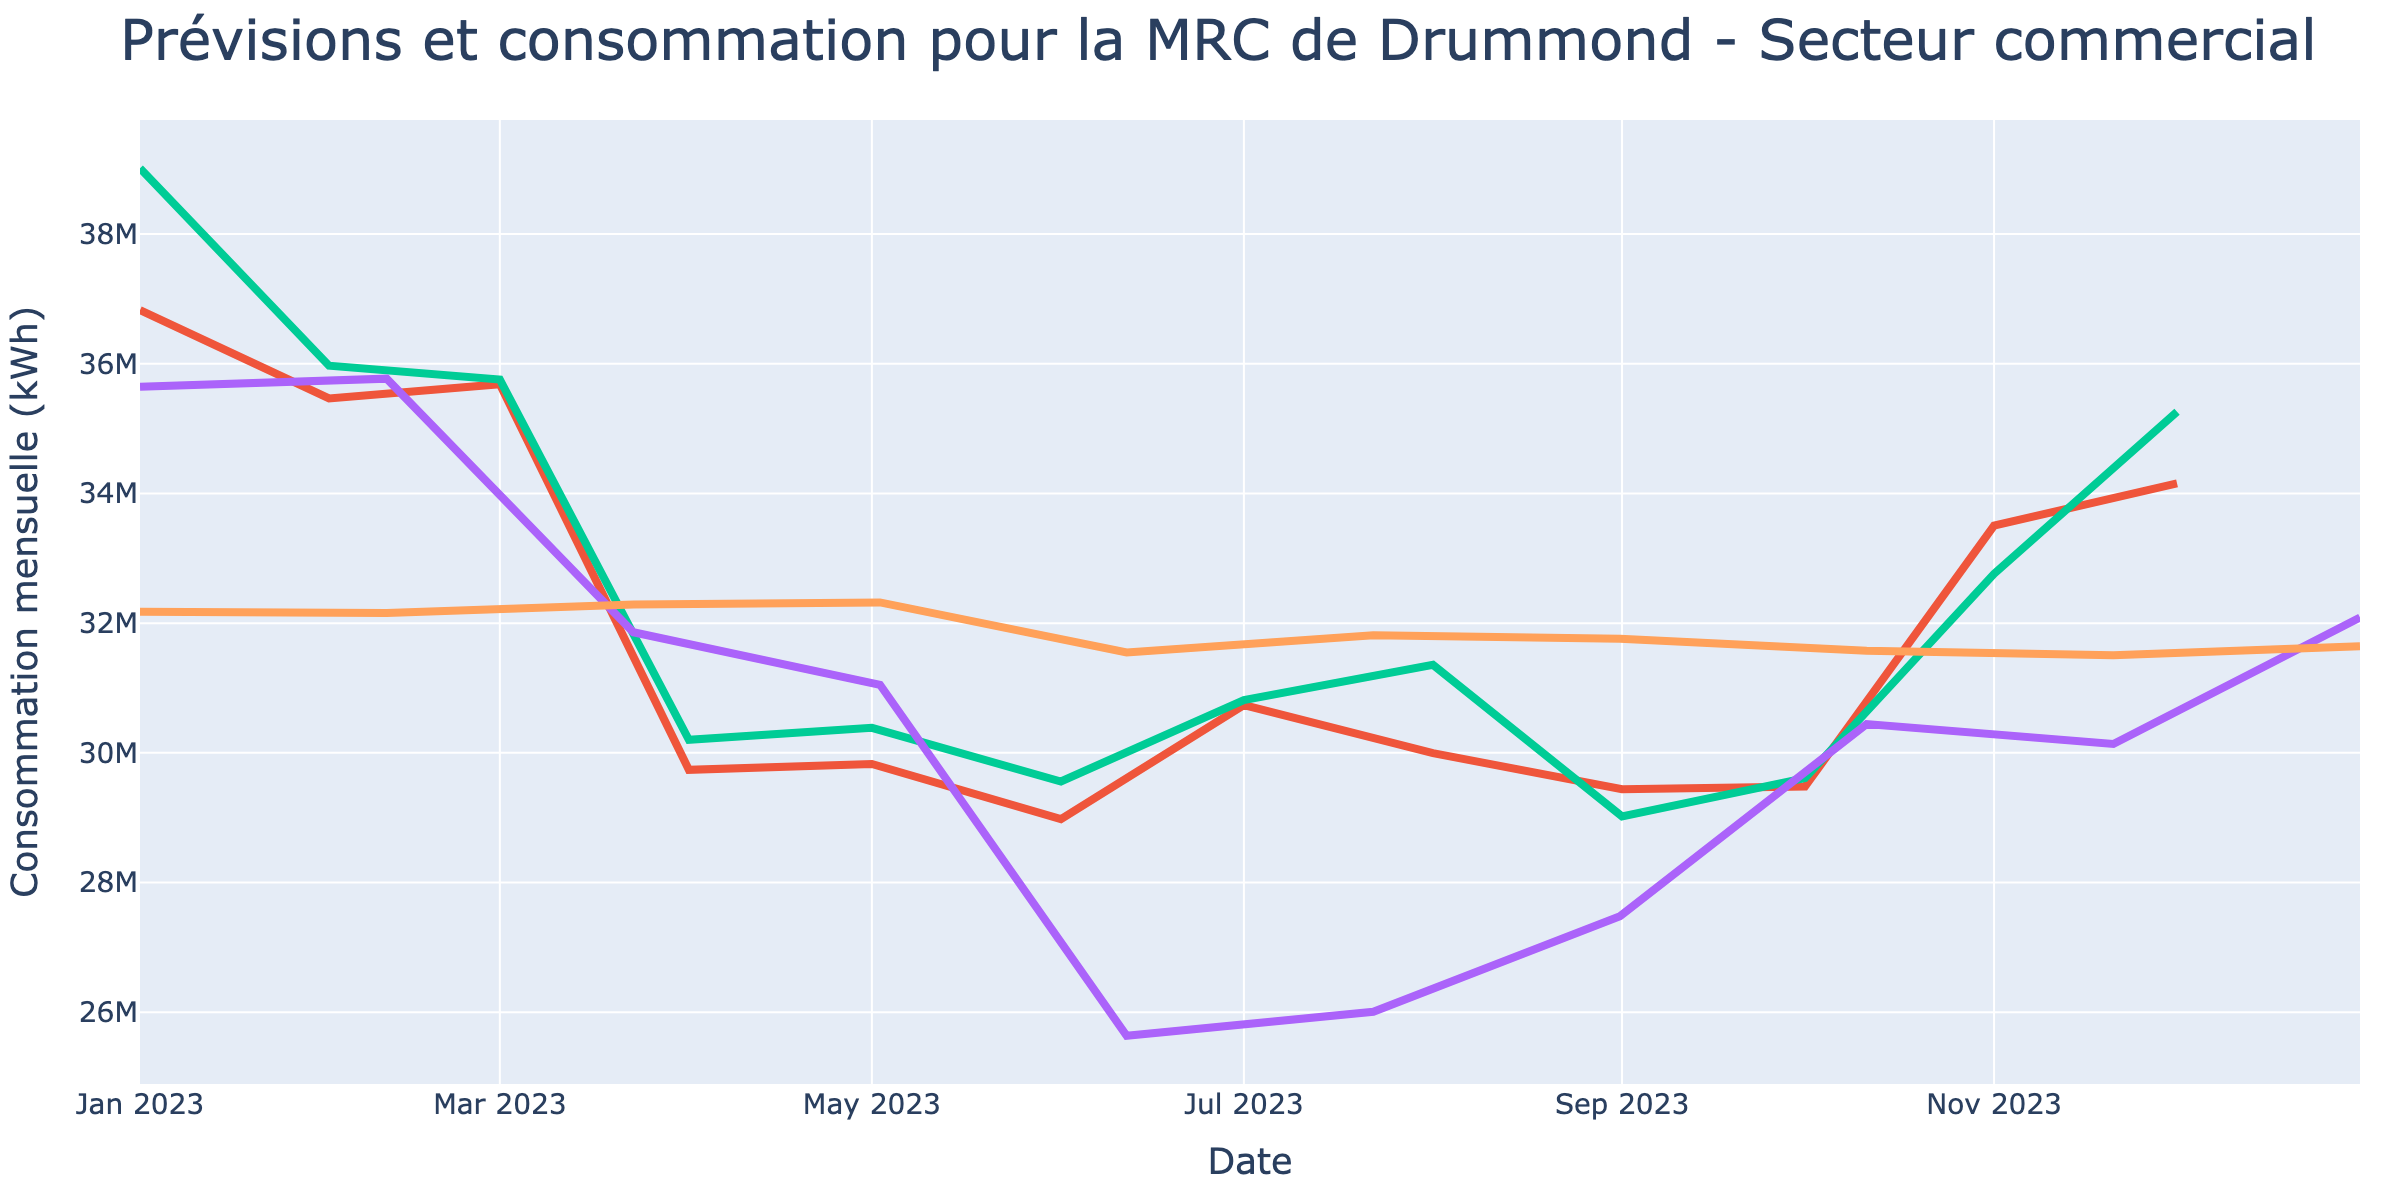 Prévisions et consommation pour la MRC de Drummond - Secteur commercial
Consommation mensuelle (kWh)
38M
36M
34M
32M
30M
28M
26M
Jan 2023 Mar 2023 May 2023 Jul 2023 Sep 2023 Nov 2023
Date